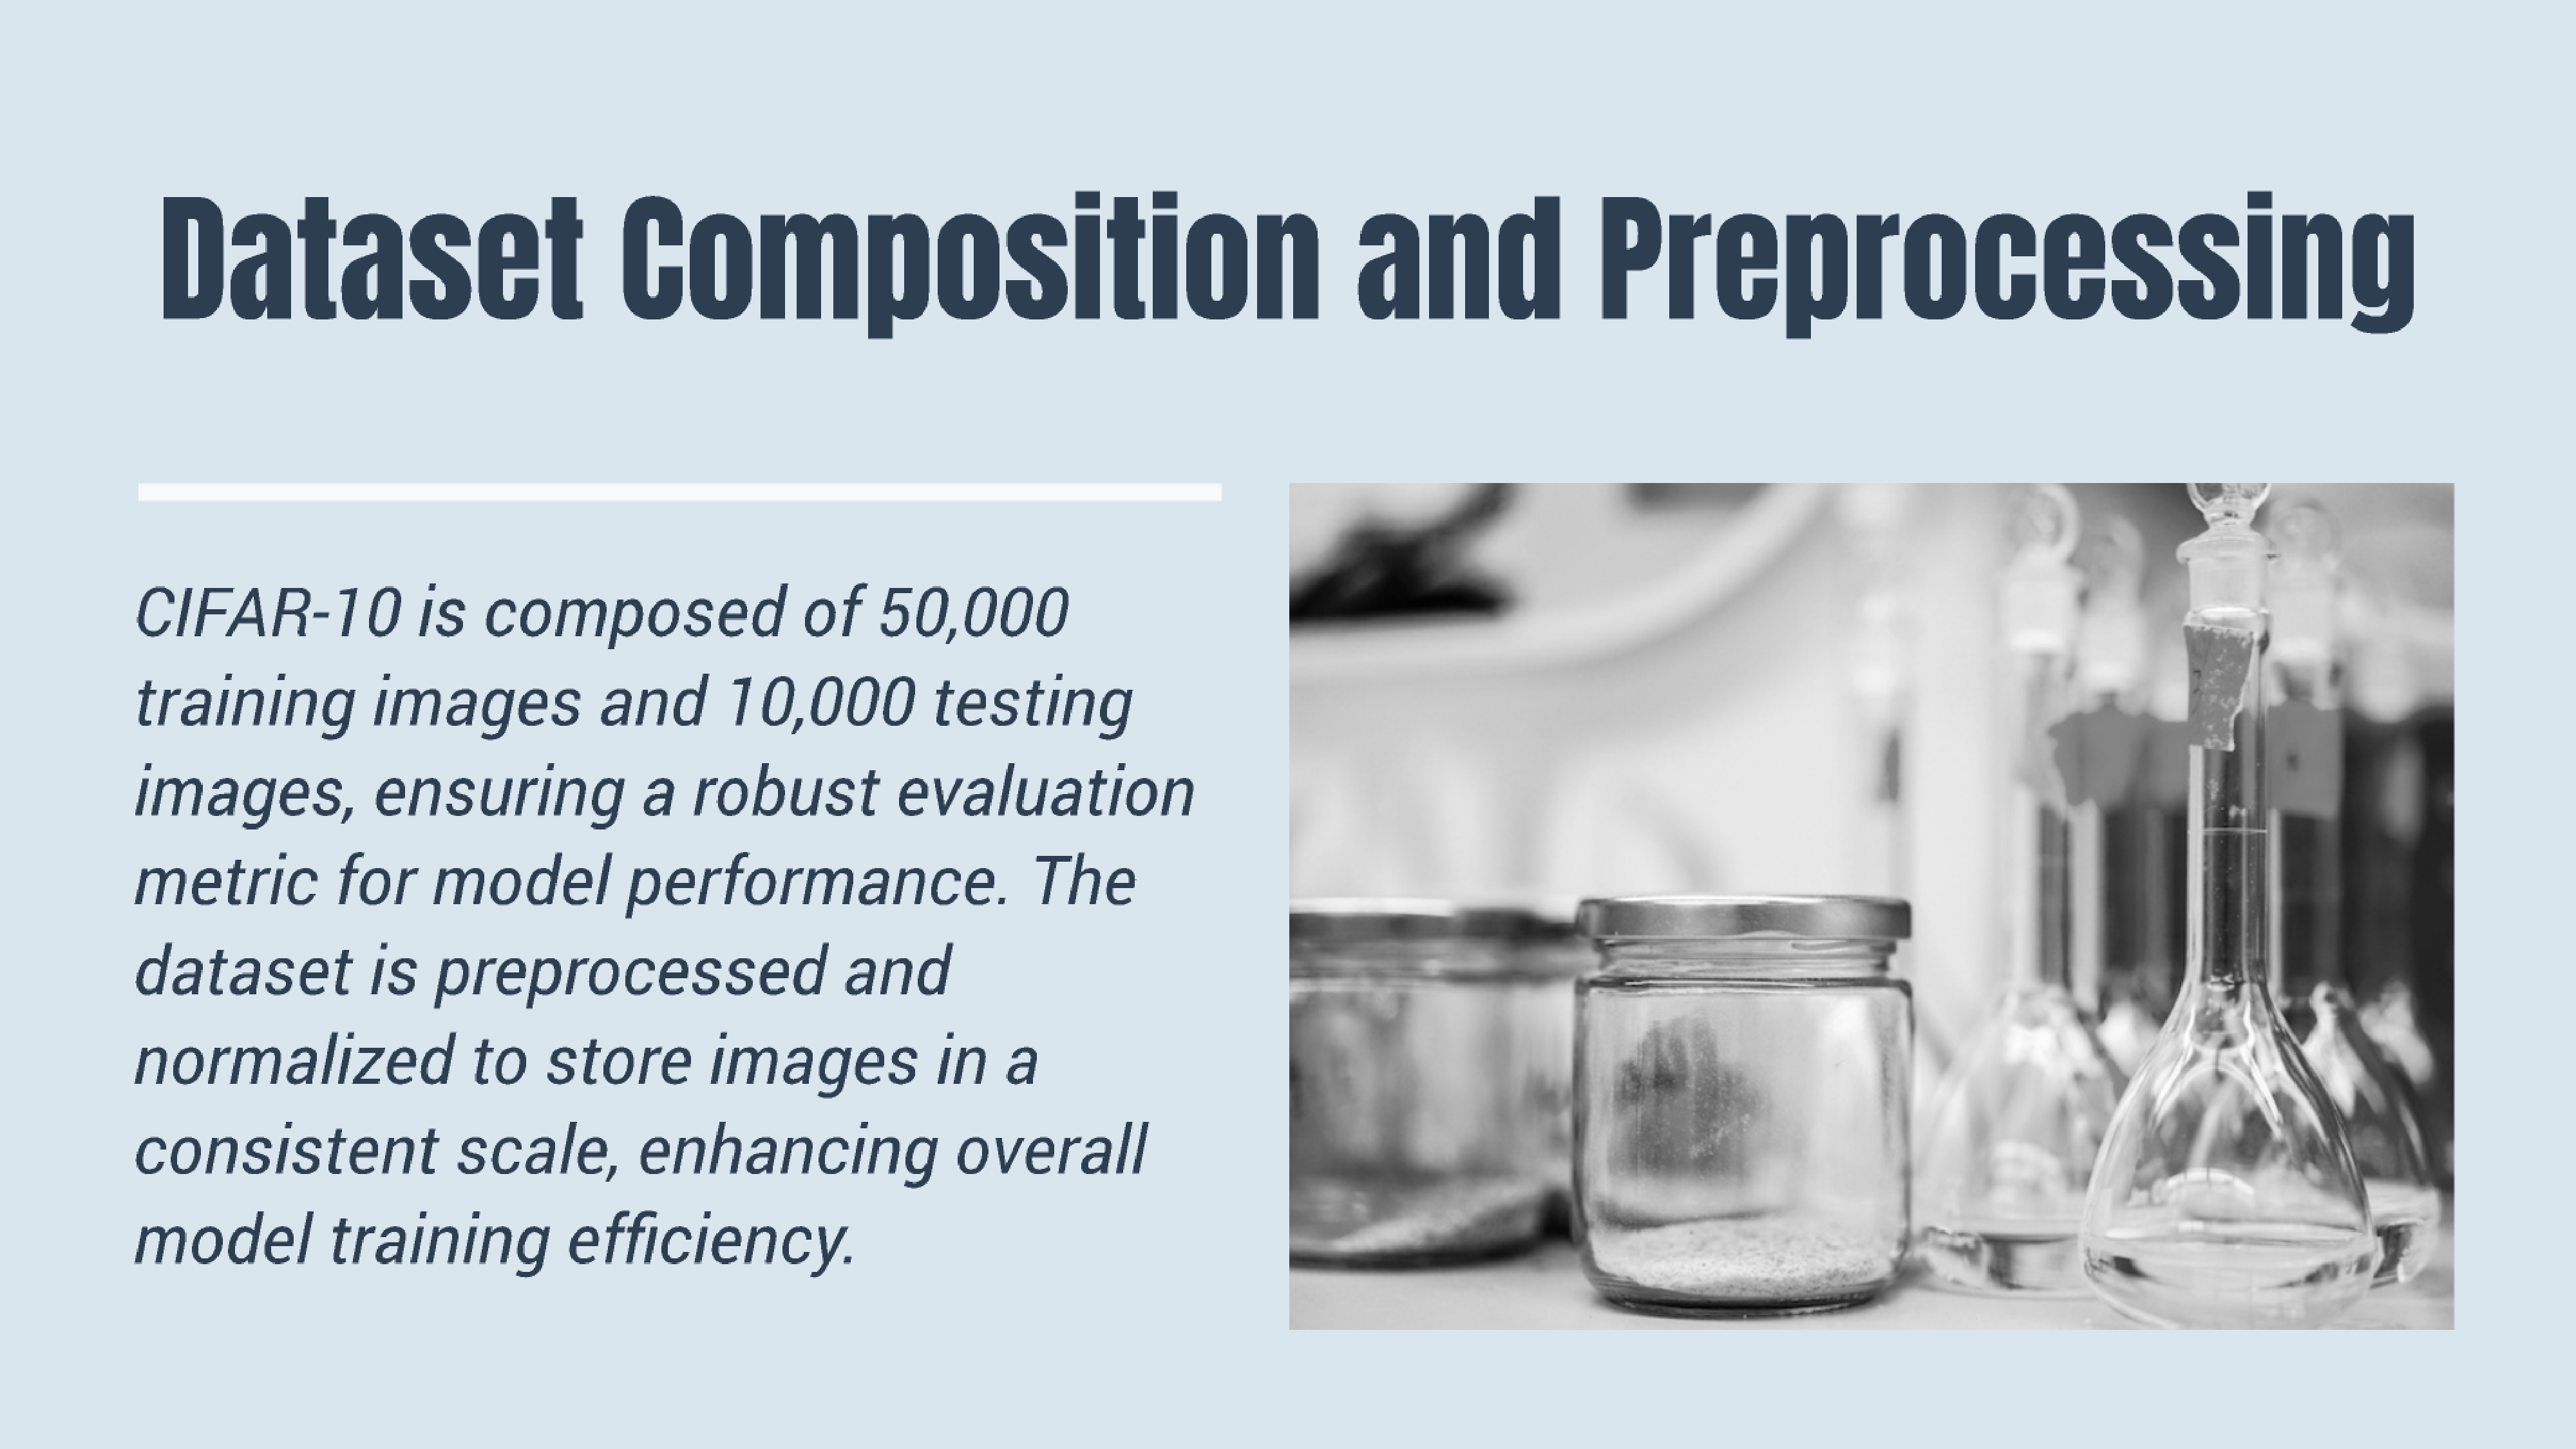 Dataset Composition and Preprocessing
CIFAR-10 is composed of 50,000
training images and 10,000 testing
images, ensuring a robust evaluation
metric for model performance. The
dataset is preprocessed and
normalized to store images in a
consistent scale, enhancing overall
model training efficiency.